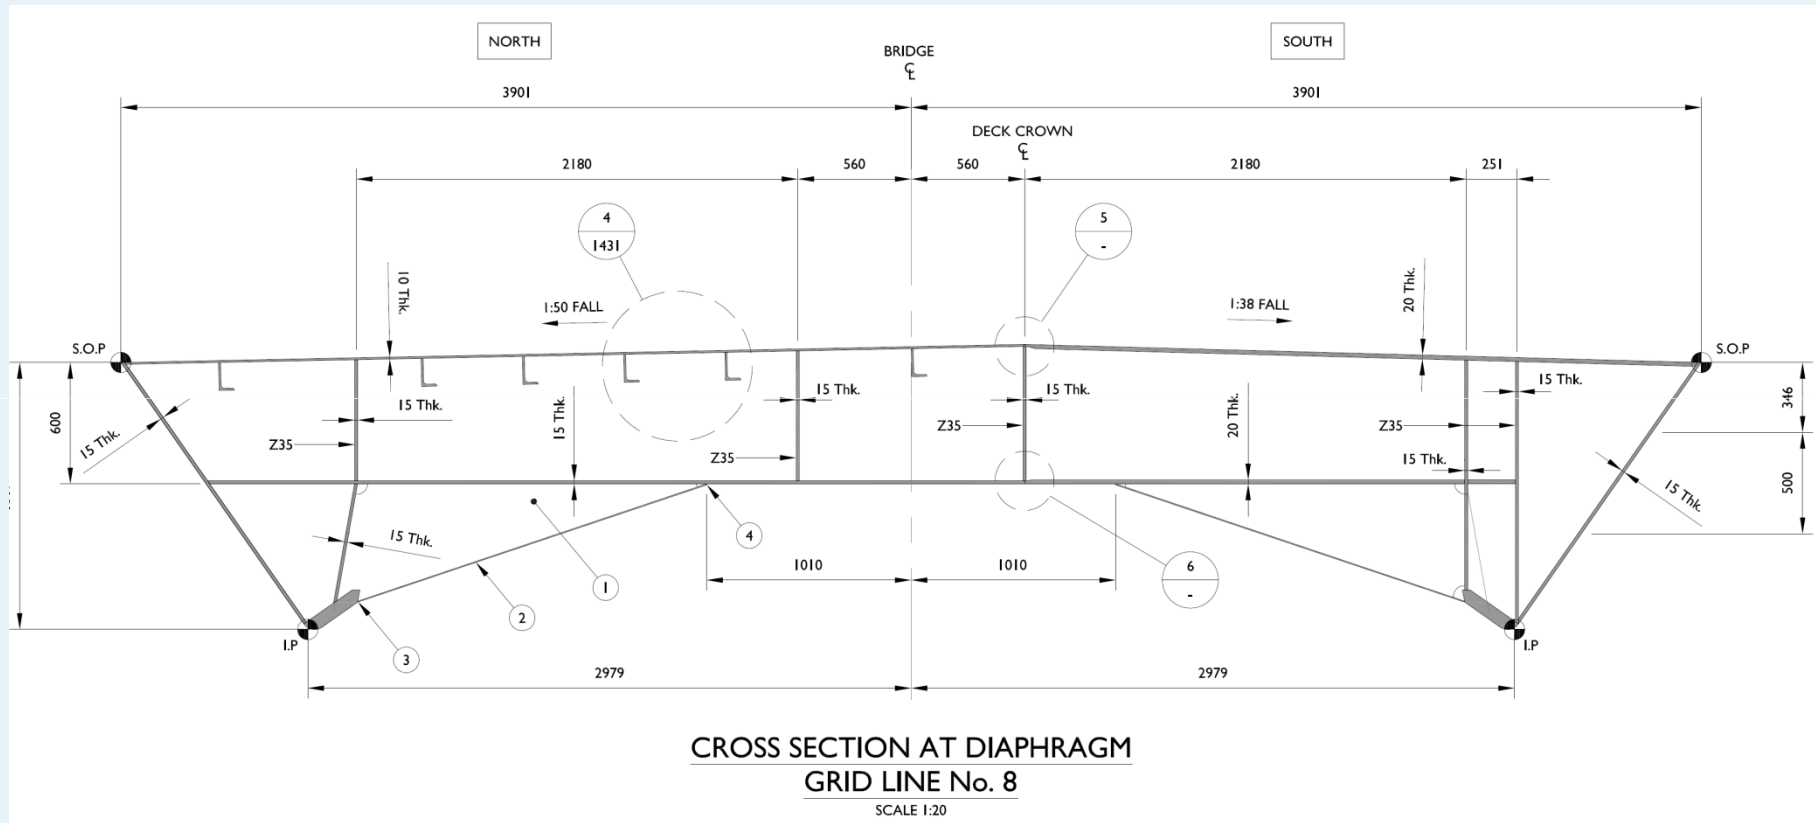 NORTH
SOUTH
BRIDGE
℄
3901
3901
DECK CROWN
℄
2180
560
560
2180
251
4
1431
5
-
10 Thk.
1:50 FALL
1:38 FALL
20 Thk.
S.O.P
S.O.P
600
15 Thk.
15 Thk.
Z35
15 Thk.
15 Thk.
Z35
15 Thk.
Z35
20 Thk.
15 Thk.
Z35
15 Thk.
346
500
15 Thk.
15 Thk.
4
1010
1010
6
-
1
2
3
I.P
I.P
2979
2979
CROSS SECTION AT DIAPHRAGM
GRID LINE No. 8
SCALE 1:20